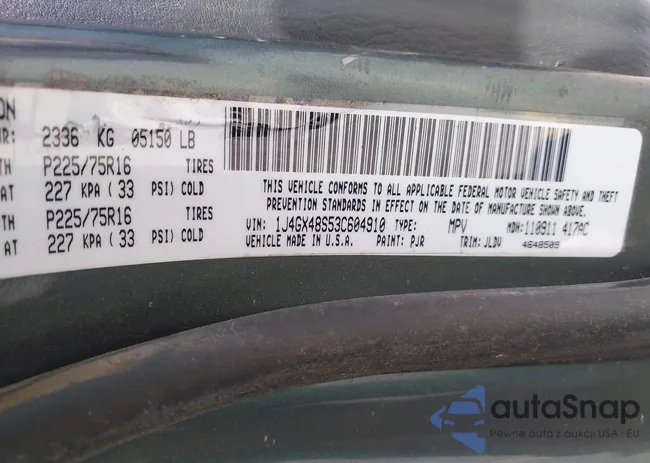 ON
R: 2336 KG 05150 LB
TH P225/75R16 TIRES
AT 227 KPA ( 33 PSI) COLD
TH P225/75R16 TIRES
AT 227 KPA ( 33 PSI) COLD
THIS VEHICLE CONFORMS TO ALL APPLICABLE FEDERAL MOTOR VEHICLE SAFETY AND THEFT
PREVENTION STANDARDS IN EFFECT ON THE DATE OF MANUFACTURE SHOWN ABOVE.
VIN: 1J4GX48S53C604910 TYPE: MPV MDH: 110911 417AC
VEHICLE MADE IN U.S.A. PAINT: PJR TRIM: JLDV 4648509
autoSnap
Pewne auta z aukcji USA i EU